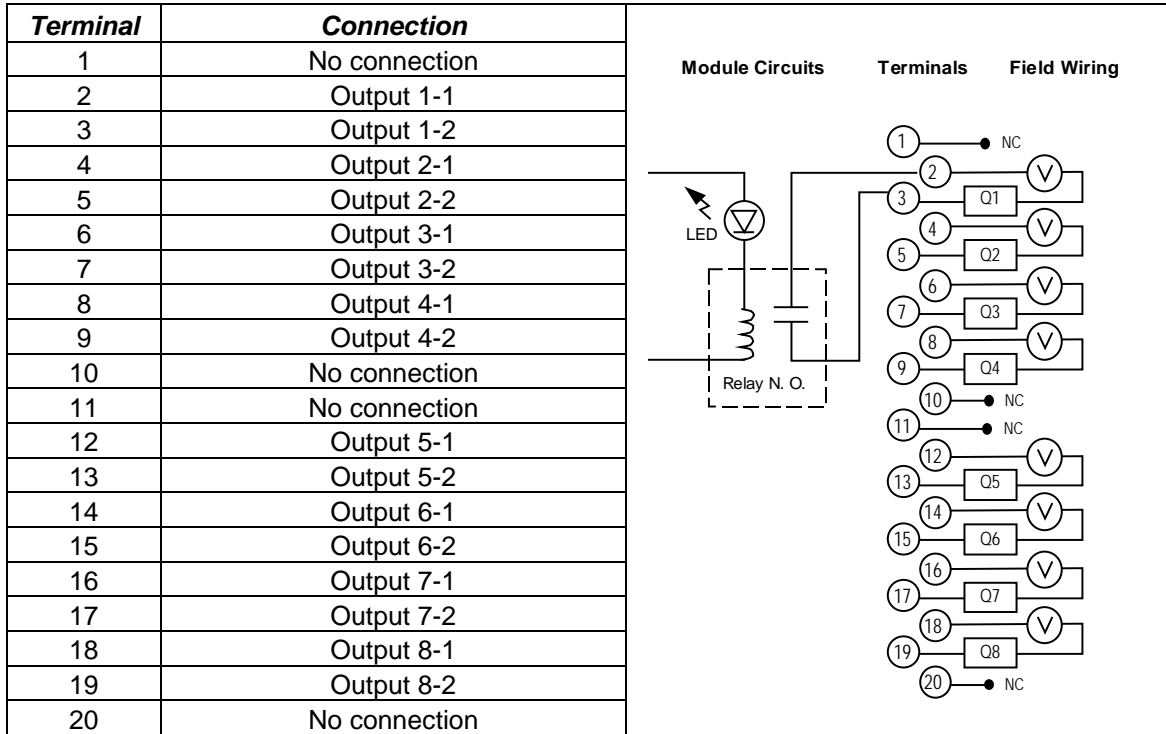 Terminal Connection
1 No connection
2 Output 1-1
3 Output 1-2
4 Output 2-1
5 Output 2-2
6 Output 3-1
7 Output 3-2
8 Output 4-1
9 Output 4-2
10 No connection
11 No connection
12 Output 5-1
13 Output 5-2
14 Output 6-1
15 Output 6-2
16 Output 7-1
17 Output 7-2
18 Output 8-1
19 Output 8-2
20 No connection
Module Circuits Terminals Field Wiring
1 NC
2 V
3 Q1
4 V
LED
5 Q2
6 V
7 Q3
8 V
9 Q4
Relay N. O.
10 NC
11 NC
12 V
13 Q5
14 V
15 Q6
16 V
17 Q7
18 V
19 Q8
20 NC